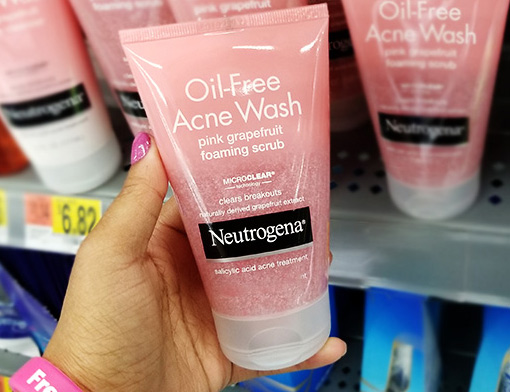 Oil-Free
Acne Wash
pink grapefruit
foaming scrub
MICROCLEAR®
technology
clears breakouts
naturally derived grapefruit extract
Neutrogena®
salicylic acid acne treatment
Oil-Free
Acne Wash
pink grapefruit
foaming scrub
Neutrogena
6.82
Fre